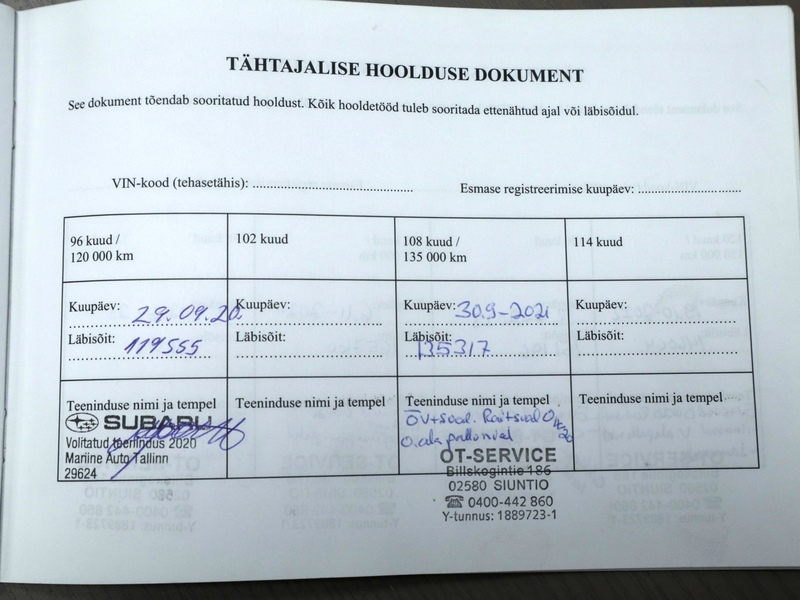 TÄHTAJALISE HOOLDUSE DOKUMENT
See dokument tõendab sooritatud hooldust. Kõik hooldetööd tuleb sooritada ettenähtud ajal või läbisõidul.
VIN-kood (tehasetähis):
Esmase registreerimise kuupäev:
96 kuud /
120 000 km
102 kuud
108 kuud /
135 000 km
114 kuud
Kuupäev: 29.09.20.
Kuupäev:
Kuupäev: 30.9-2021
Kuupäev:
Läbisõit: 119555
Läbisõit:
Läbisõit: 135317
Läbisõit:
Teeninduse nimi ja tempel
Teeninduse nimi ja tempel
Teeninduse nimi ja tempel
Teeninduse nimi ja tempel
SUBARU
Volitatud teenindus 2020
Mariine Auto Tallinn
29624
OT-SERVICE
Billskogintie 186
02580 SIUNTIO
☎ 0400-442 860
Y-tunnus: 1889723-1